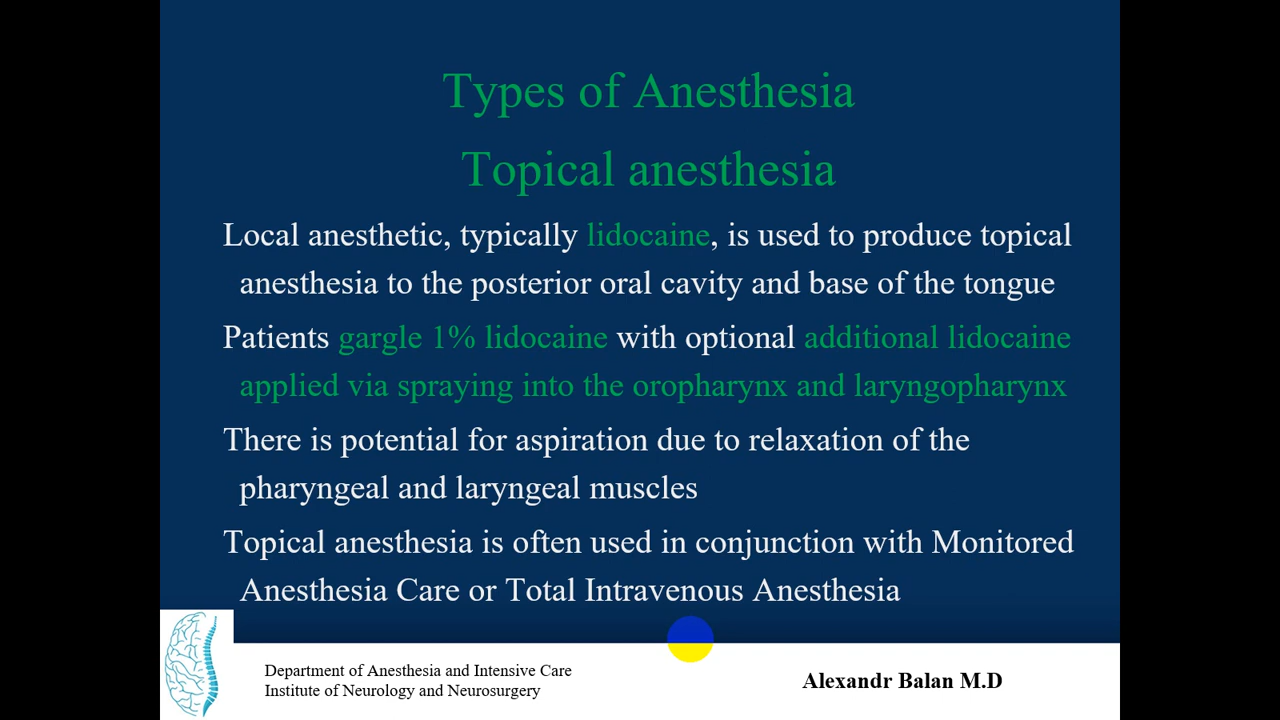 Types of Anesthesia
Topical anesthesia
Local anesthetic, typically lidocaine, is used to produce topical
anesthesia to the posterior oral cavity and base of the tongue
Patients gargle 1% lidocaine with optional additional lidocaine
applied via spraying into the oropharynx and laryngopharynx
There is potential for aspiration due to relaxation of the
pharyngeal and laryngeal muscles
Topical anesthesia is often used in conjunction with Monitored
Anesthesia Care or Total Intravenous Anesthesia
Department of Anesthesia and Intensive Care
Institute of Neurology and Neurosurgery
Alexandr Balan M.D